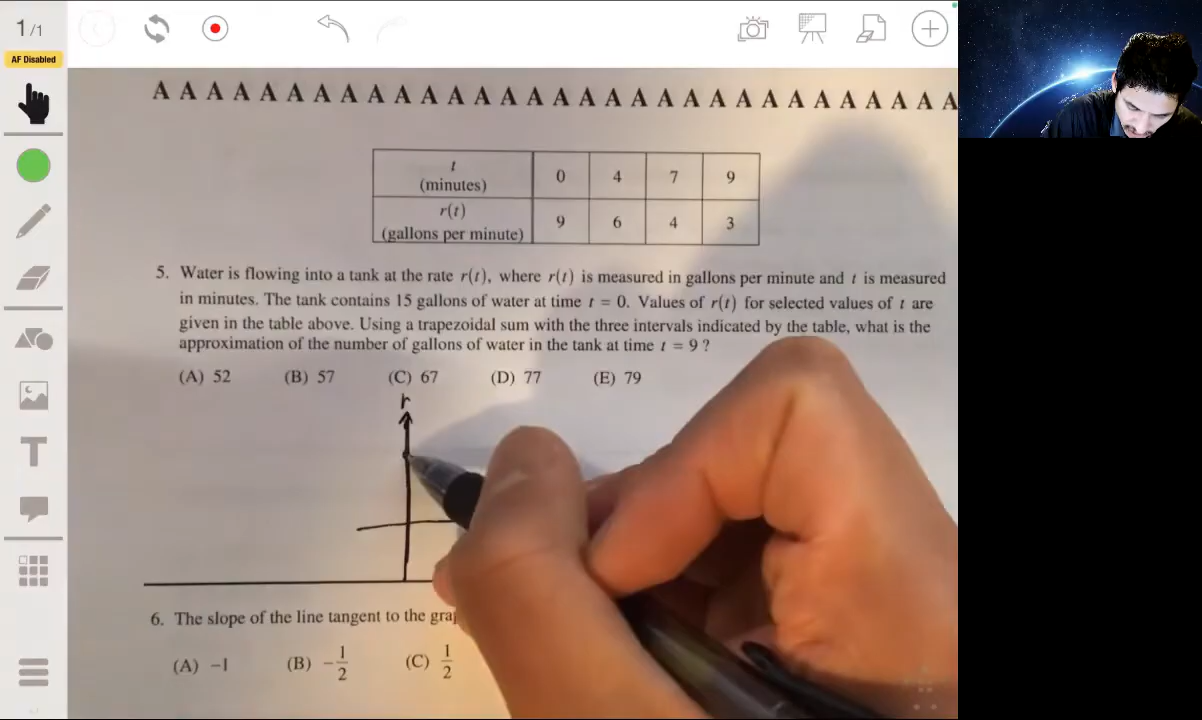 1/1
AF Disabled
A A A A A A A A A A A A A A A A A A A A A A A A A A A A A A A
t (minutes) 0 4 7 9
r(t) (gallons per minute) 9 6 4 3
5. Water is flowing into a tank at the rate r(t), where r(t) is measured in gallons per minute and t is measured
in minutes. The tank contains 15 gallons of water at time t = 0. Values of r(t) for selected values of t are
given in the table above. Using a trapezoidal sum with the three intervals indicated by the table, what is the
approximation of the number of gallons of water in the tank at time t = 9 ?
(A) 52 (B) 57 (C) 67 (D) 77 (E) 79
r
6. The slope of the line tangent to the
(A) -1 (B) -1/2 (C) 1/2
T